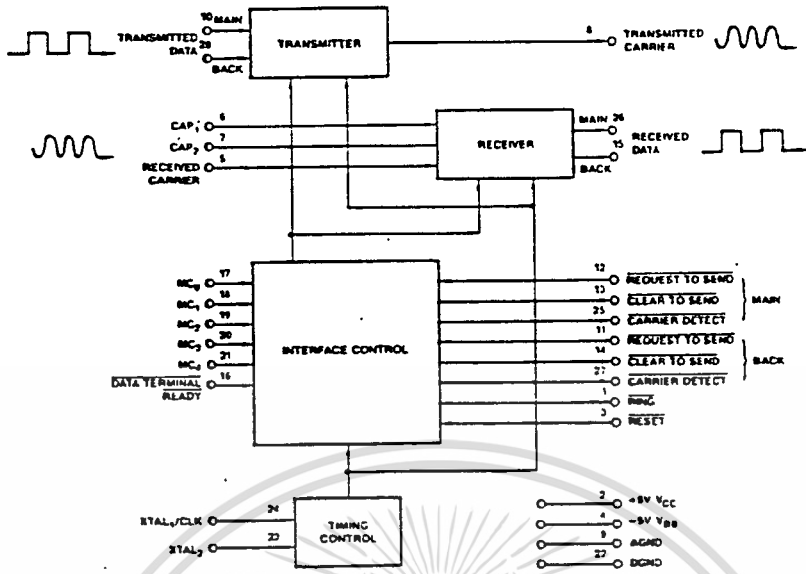 10 MAIN
TRANSMITTED DATA
28
BACK
TRANSMITTER
8
TRANSMITTED CARRIER
CAP1 6
CAP2 7
RECEIVED CARRIER 5
RECEIVER
MAIN 26
RECEIVED DATA
15
BACK
MC0 17
MC1 18
MC2 19
MC3 20
MC4 21
DATA TERMINAL READY 16
INTERFACE CONTROL
12 REQUEST TO SEND
13 CLEAR TO SEND
25 CARRIER DETECT
MAIN
11 REQUEST TO SEND
14 CLEAR TO SEND
27 CARRIER DETECT
BACK
1 RING
3 RESET
XTAL1/CLK 24
XTAL2 23
TIMING CONTROL
2 +5V VCC
4 -5V VBB
9 AGND
22 DGND